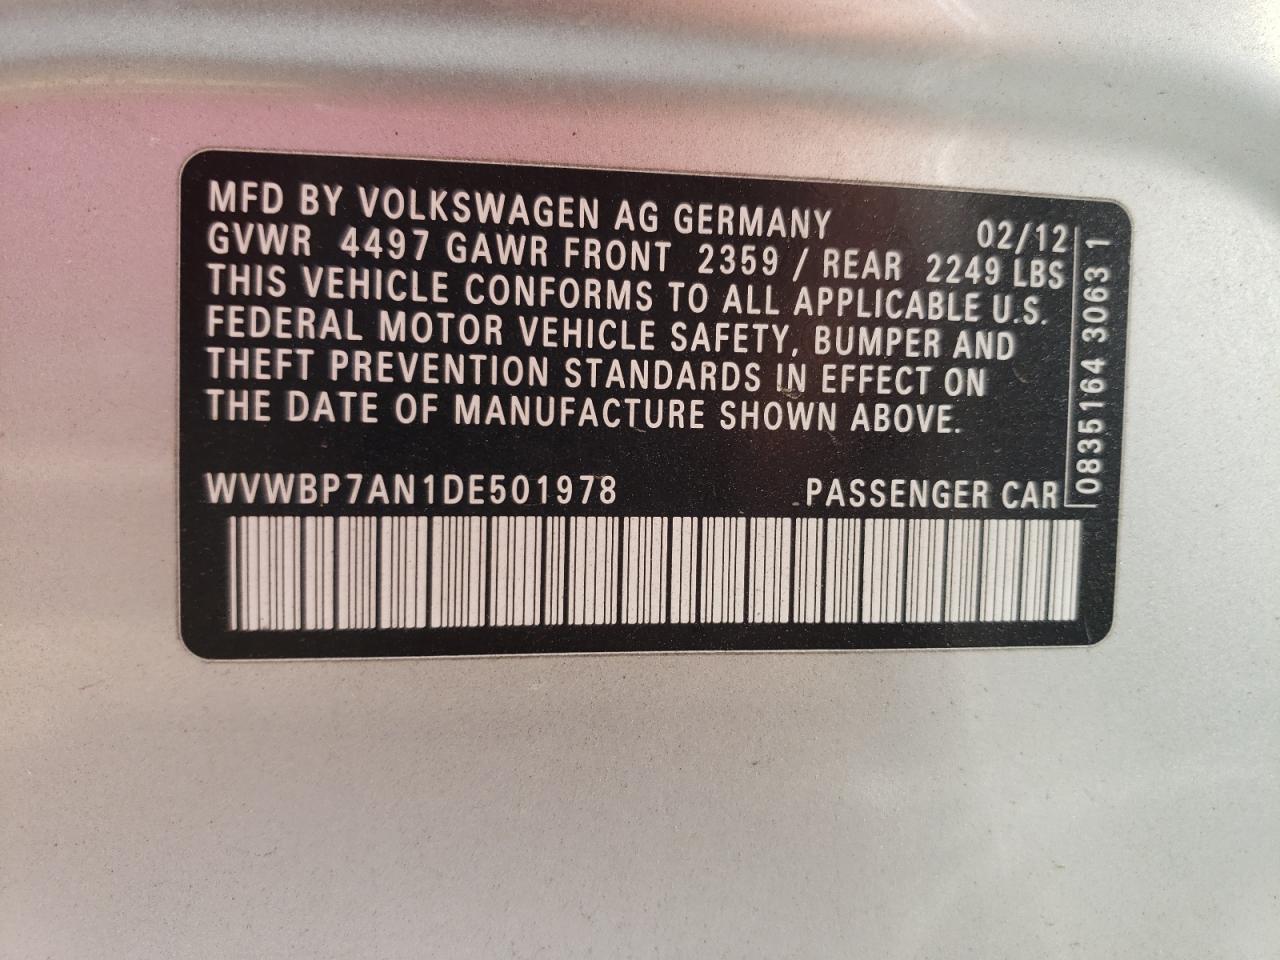 MFD BY VOLKSWAGEN AG GERMANY 02/12
GVWR 4497 GAWR FRONT 2359 / REAR 2249 LBS
THIS VEHICLE CONFORMS TO ALL APPLICABLE U.S.
FEDERAL MOTOR VEHICLE SAFETY, BUMPER AND
THEFT PREVENTION STANDARDS IN EFFECT ON
THE DATE OF MANUFACTURE SHOWN ABOVE.
WVWBP7AN1DE501978 PASSENGER CAR
0835164 3063 1